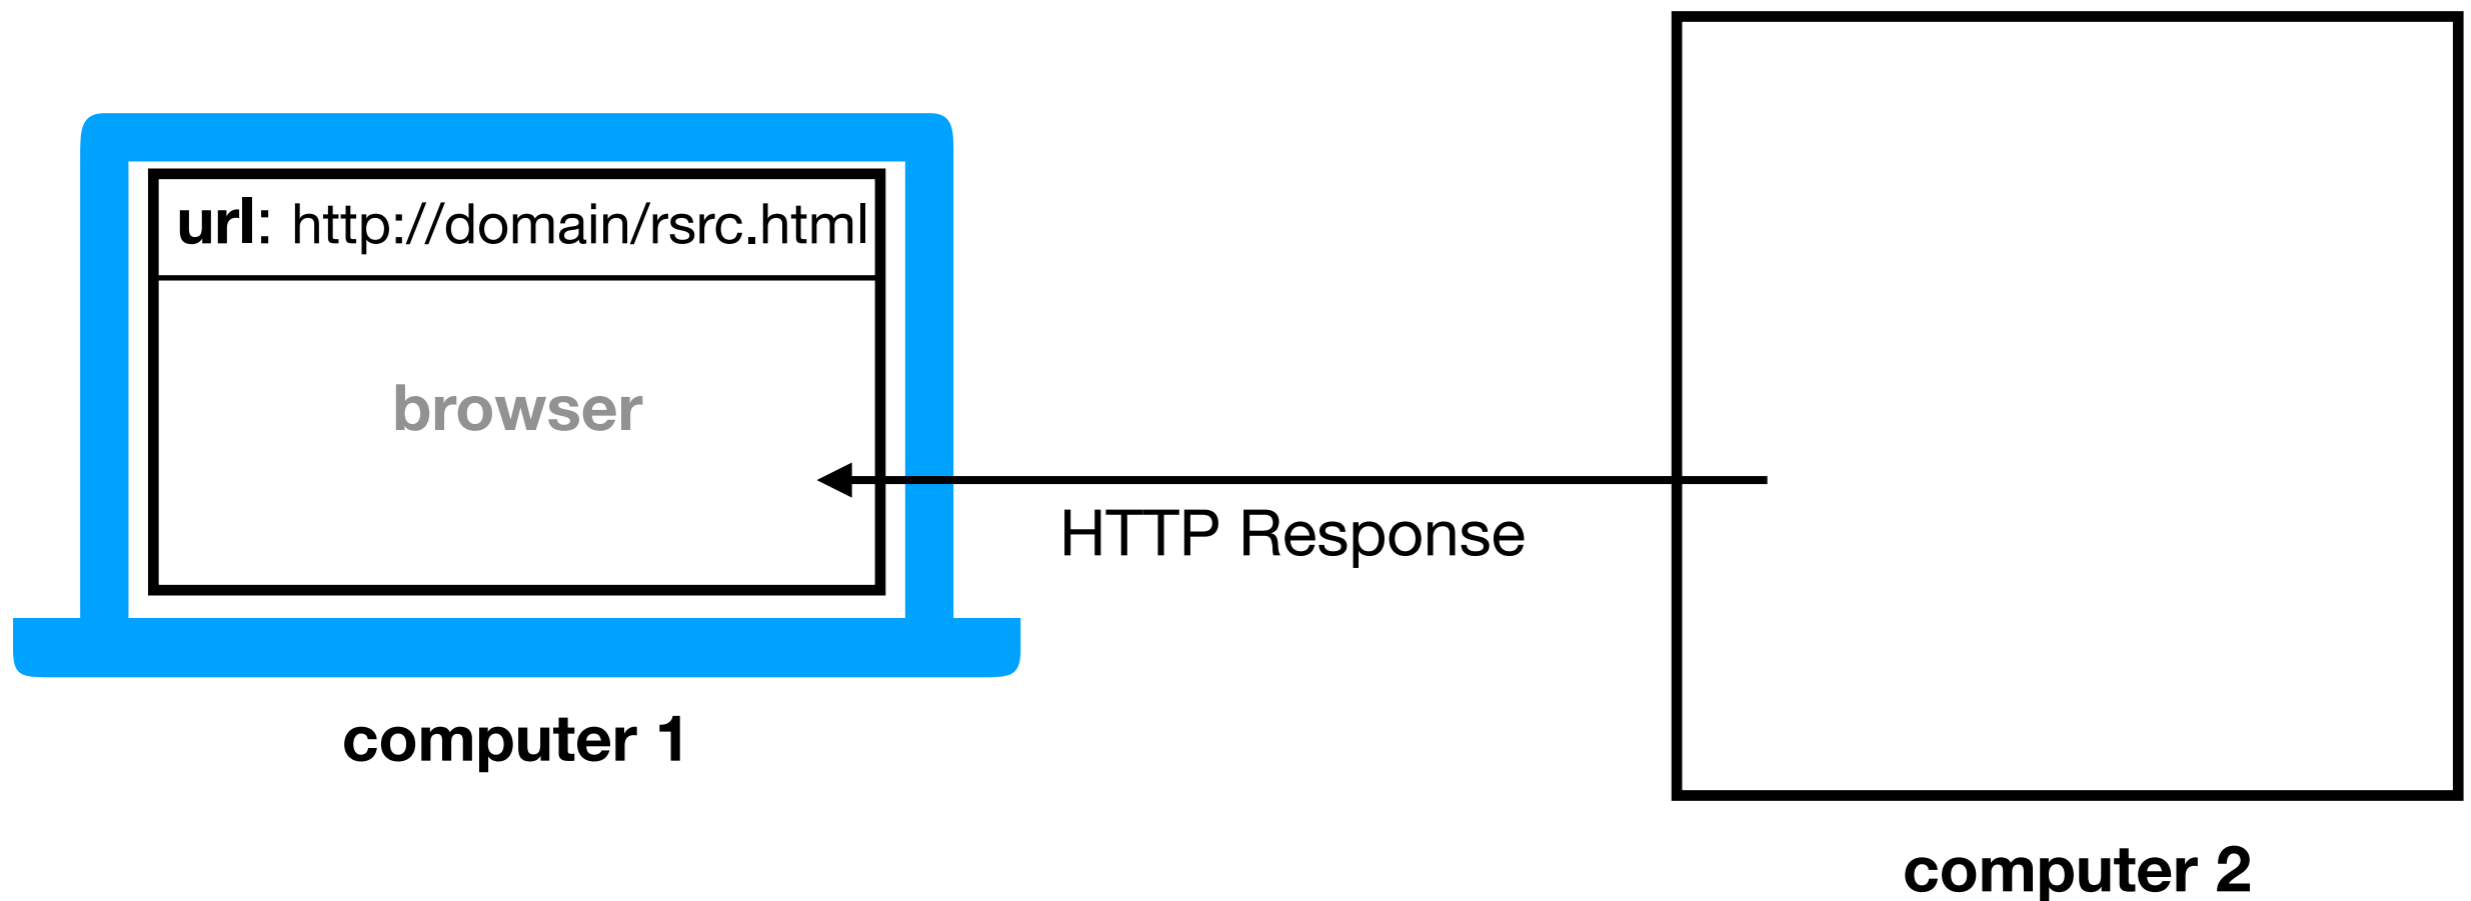 url: http://domain/rsrc.html
browser
HTTP Response
computer 1
computer 2